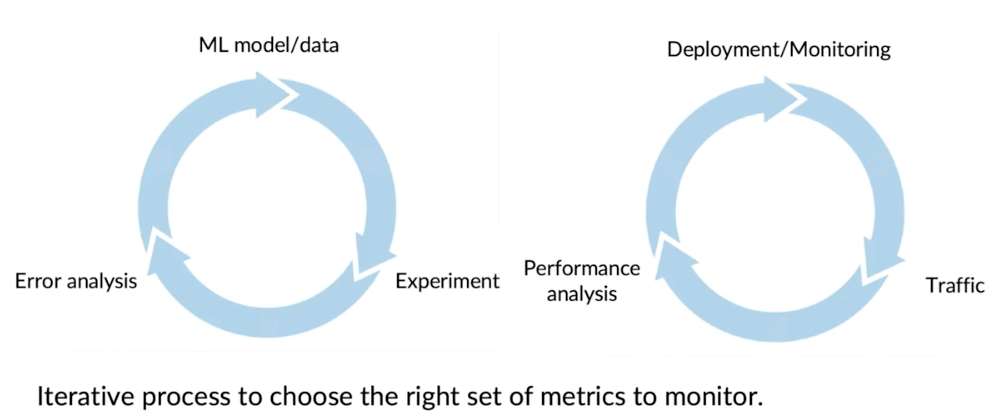 ML model/data
Error analysis
Experiment
Deployment/Monitoring
Performance
analysis
Traffic
Iterative process to choose the right set of metrics to monitor.